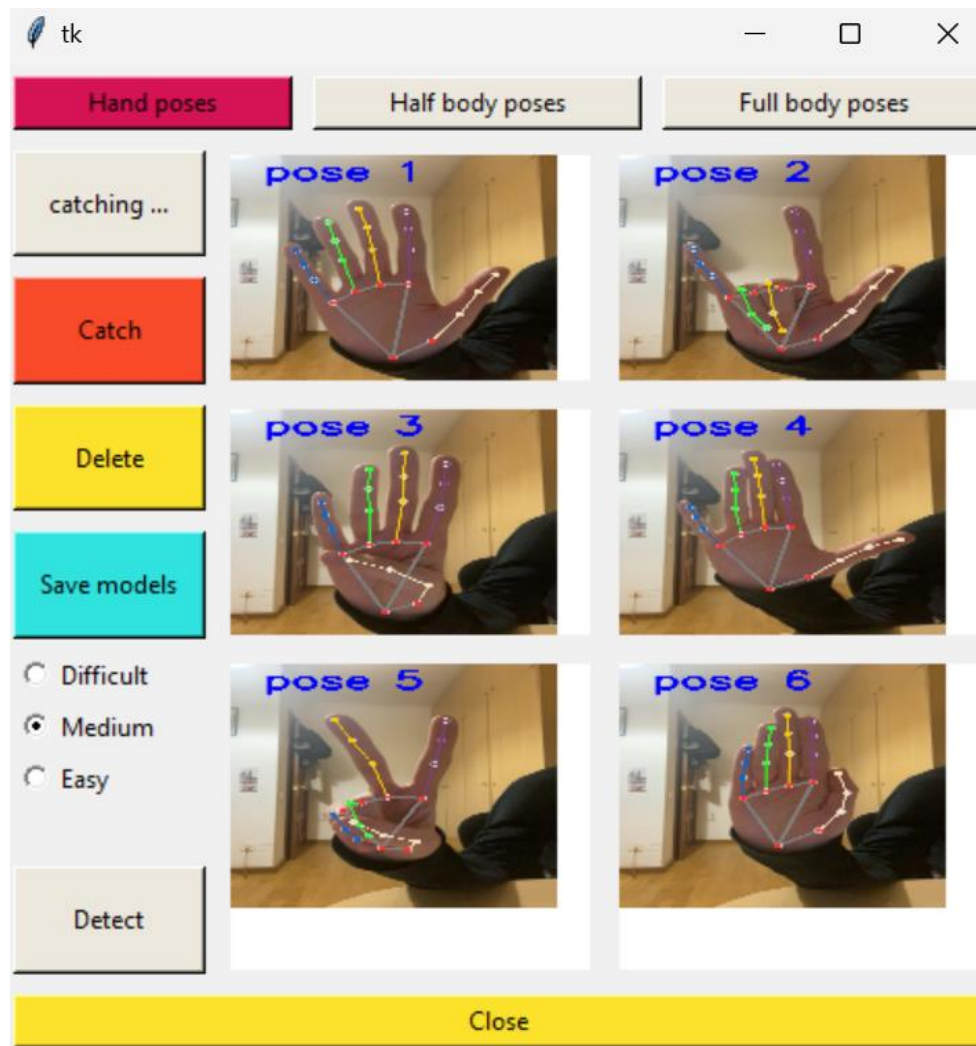 tk
Hand poses
Half body poses
Full body poses
catching ...
pose 1
pose 2
Catch
Delete
pose 3
pose 4
Save models
Difficult
Medium
Easy
pose 5
pose 6
Detect
Close